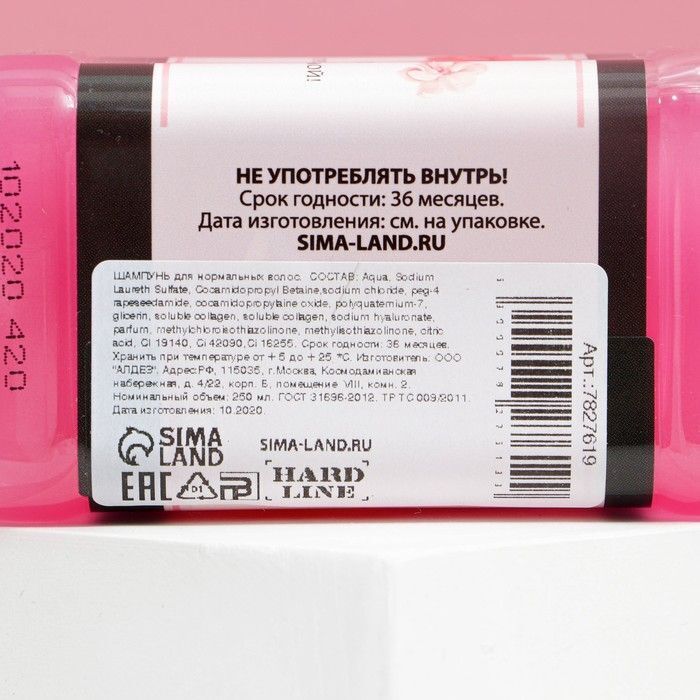 НЕ УПОТРЕБЛЯТЬ ВНУТРЬ!
Срок годности: 36 месяцев.
Дата изготовления: см. на упаковке.
SIMA-LAND.RU
ШАМПУНЬ для нормальных волос. СОСТАВ: Aqua, Sodium
Laureth Sulfate, Cocamidopropyl Betaine,sodium chloride, peg-4
rapeseedamide, cocamidopropylaine oxide, polyquaternium-7,
glicerin, soluble collagen, soluble collagen, sodium hyaluronate,
parfum, methylchloroisothiazolinone, methylisothiazolinone, citric
acid, CI 19140, Ci 42090,Ci 16255. Срок годности: 36 месяцев.
Хранить при температуре от +5 до +25 °C. Изготовитель: ООО
"АЛДЕЗ". Адрес:РФ, 115035, г.Москва, Космодамианская
набережная, д. 4/22, корп. Б, помещение VIII, комн. 2.
Номинальный объем: 250 мл. ГОСТ 31696-2012. ТР ТС 009/2011.
Дата изготовления: 10.2020.
SIMA
LAND
SIMA-LAND.RU
EAC
HARD
LINE
Арт.: 7827619
102020 420